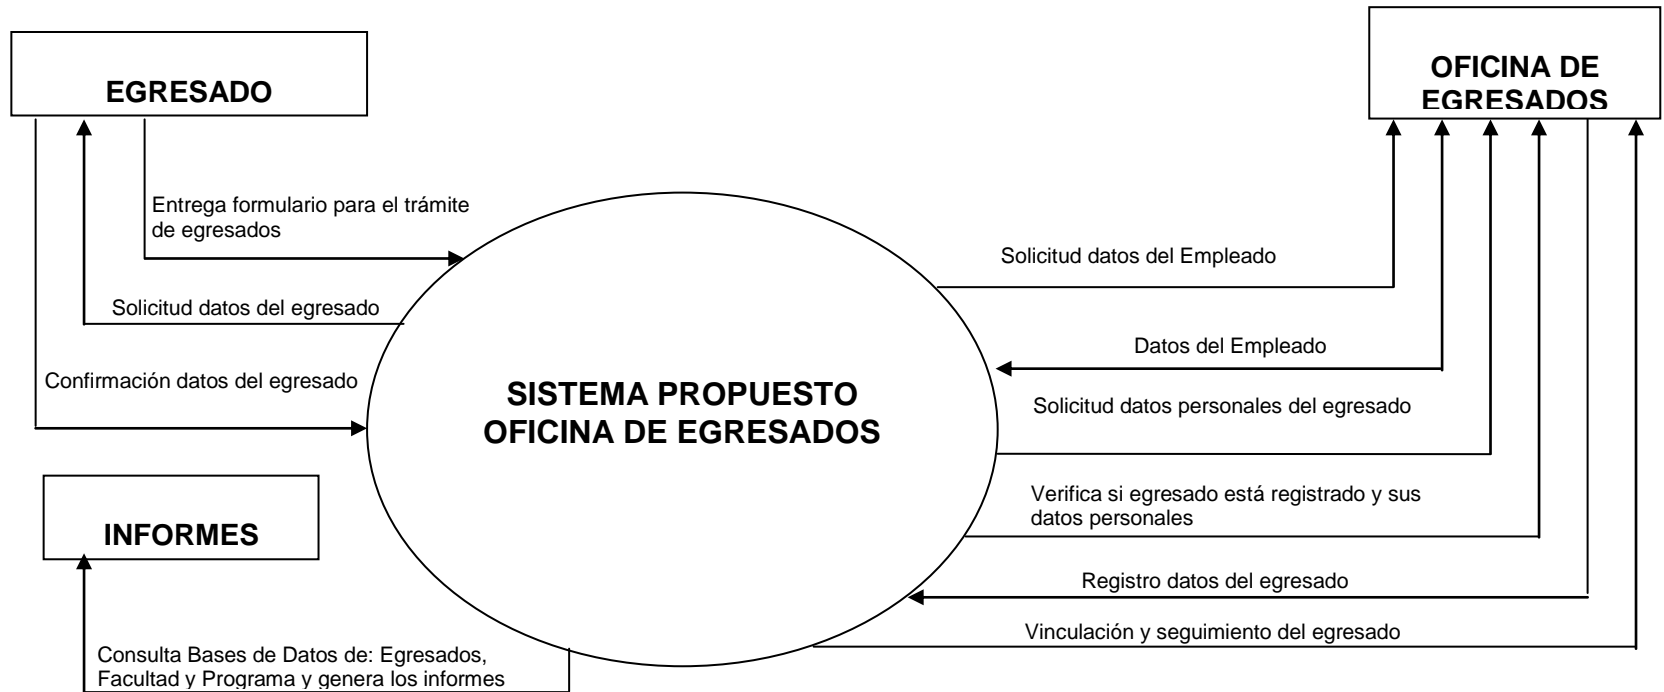 EGRESADO
OFICINA DE
EGRESADOS
Entrega formulario para el trámite
de egresados
Solicitud datos del egresado
Confirmación datos del egresado
INFORMES
Consulta Bases de Datos de: Egresados,
Facultad y Programa y genera los informes
SISTEMA PROPUESTO
OFICINA DE EGRESADOS
Solicitud datos del Empleado
Datos del Empleado
Solicitud datos personales del egresado
Verifica si egresado está registrado y sus
datos personales
Registro datos del egresado
Vinculación y seguimiento del egresado